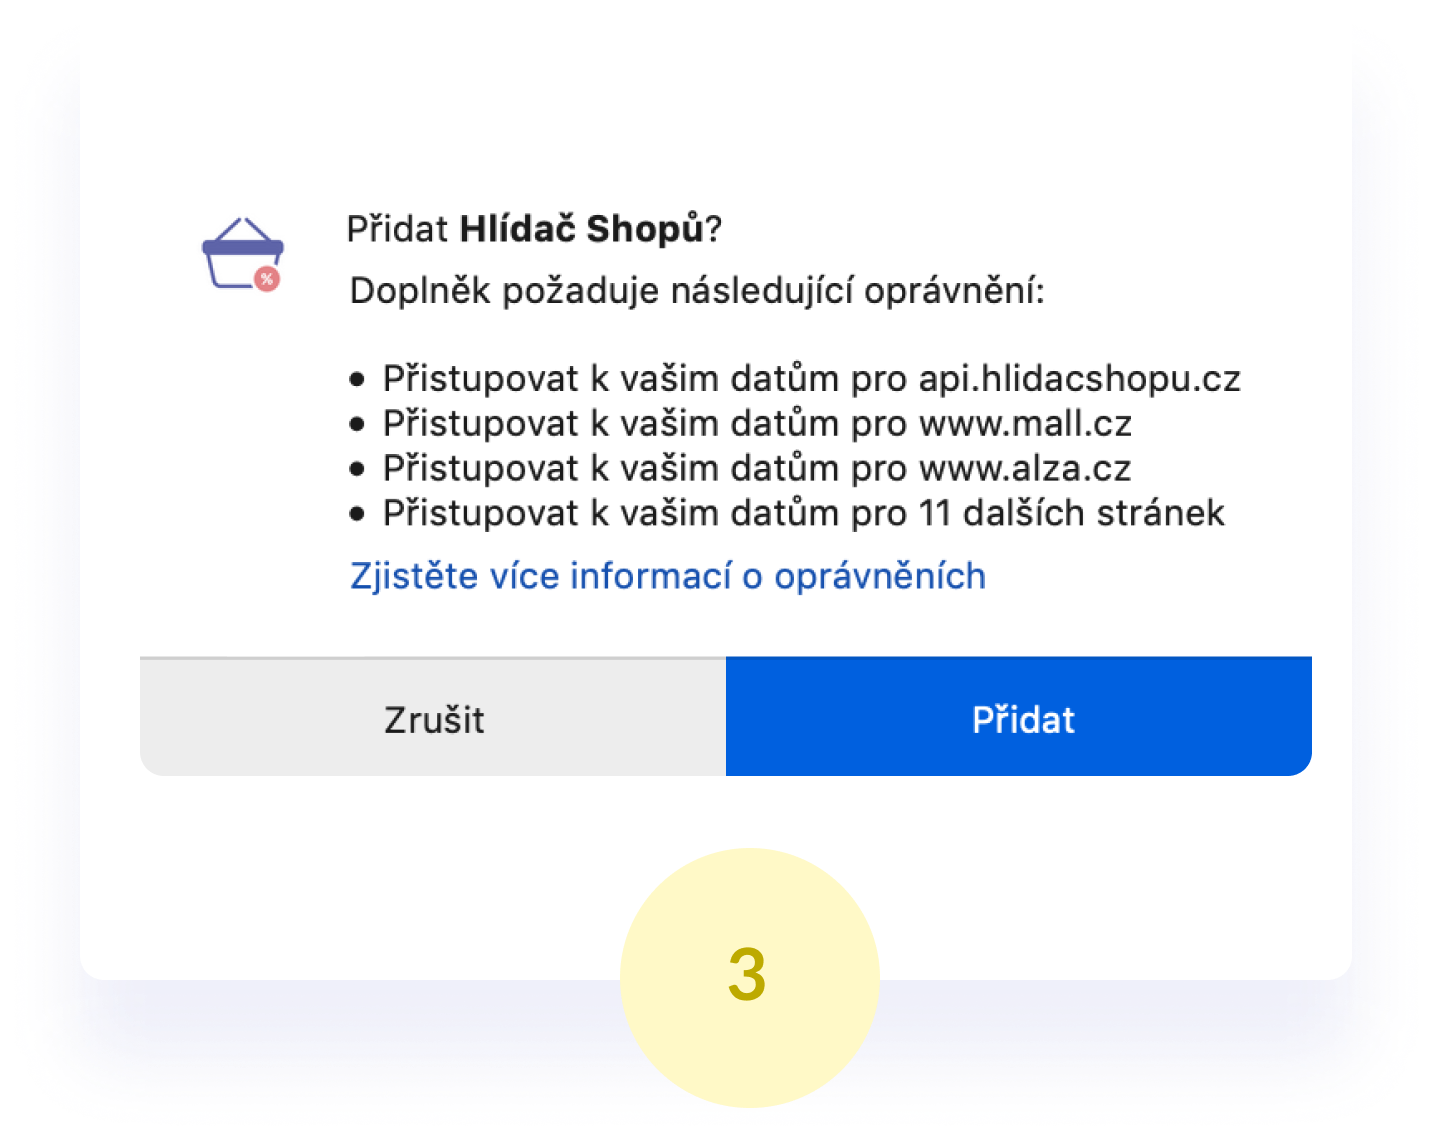 Přidat Hlídač Shopů?
%
Doplněk požaduje následující oprávnění:
• Přistupovat k vašim datům pro api.hlidacshopu.cz
• Přistupovat k vašim datům pro www.mall.cz
• Přistupovat k vašim datům pro www.alza.cz
• Přistupovat k vašim datům pro 11 dalších stránek
Zjistěte více informací o oprávněních
Zrušit
Přidat
3